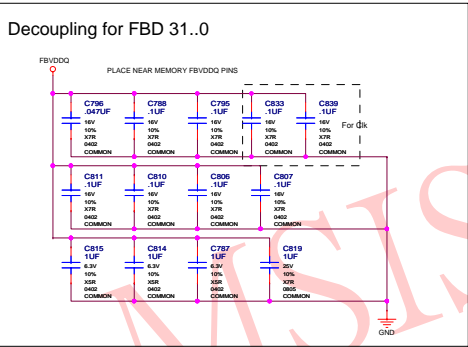 Decoupling for FBD 31..0
FBVDDQ
PLACE NEAR MEMORY FBVDDQ PINS
C796
.047UF
16V
10%
X7R
0402
COMMON
C788
.1UF
16V
10%
X7R
0402
COMMON
C795
.1UF
16V
10%
X7R
0402
COMMON
C833
.1UF
16V
10%
X7R
0402
COMMON
C839
.1UF
16V
10%
X7R
0402
COMMON
For Clk
C811
.1UF
16V
10%
X7R
0402
COMMON
C810
.1UF
16V
10%
X7R
0402
COMMON
C806
.1UF
16V
10%
X7R
0402
COMMON
C807
.1UF
16V
10%
X7R
0402
COMMON
C815
1UF
6.3V
10%
X5R
0402
COMMON
C814
1UF
6.3V
10%
X5R
0402
COMMON
C787
1UF
6.3V
10%
X5R
0402
COMMON
C819
1UF
25V
10%
X7R
0805
COMMON
GND
MSIS